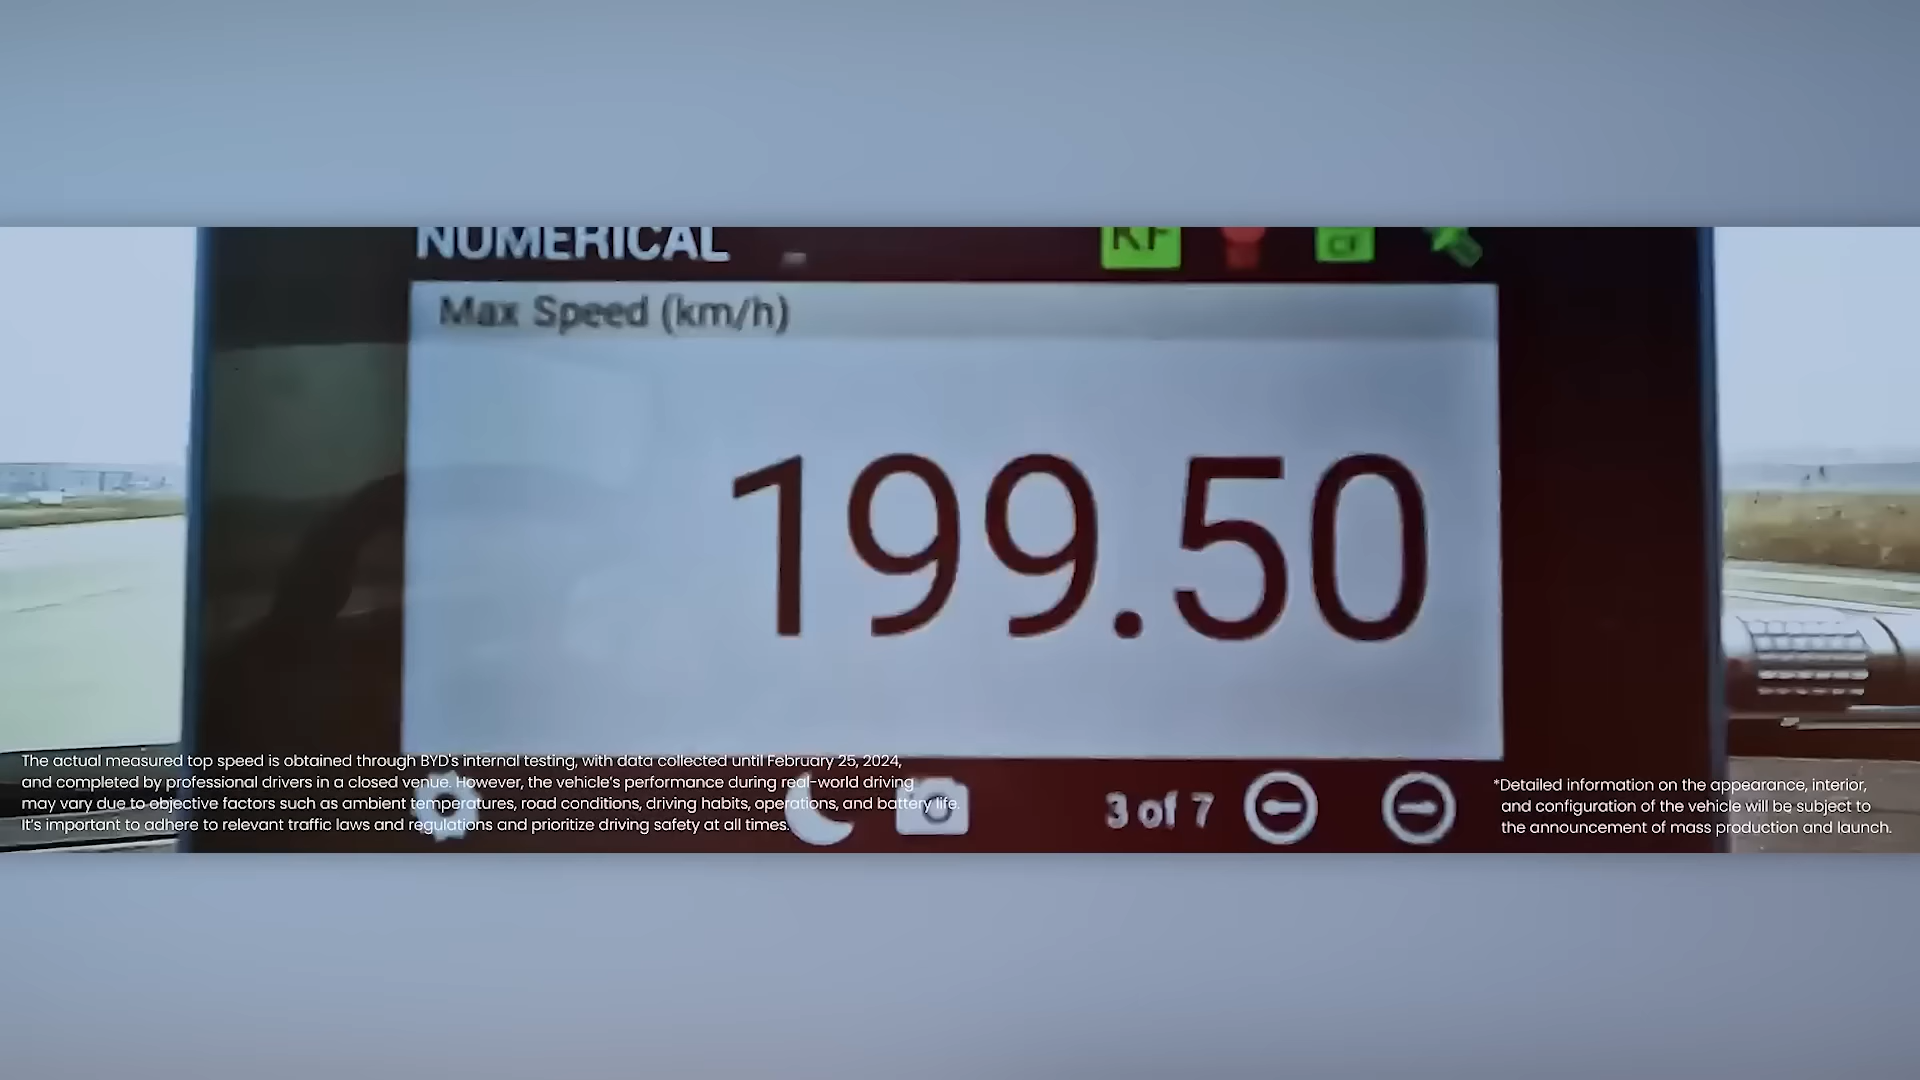 NUMERICAL
KF
CF
Max Speed (km/h)
199.50
3 of 7
The actual measured top speed is obtained through BYD's internal testing, with data collected until February 25, 2024,
and completed by professional drivers in a closed venue. However, the vehicle's performance during real-world driving
may vary due to objective factors such as ambient temperatures, road conditions, driving habits, operations, and battery life.
It's important to adhere to relevant traffic laws and regulations and prioritize driving safety at all times.
*Detailed information on the appearance, interior,
and configuration of the vehicle will be subject to
the announcement of mass production and launch.